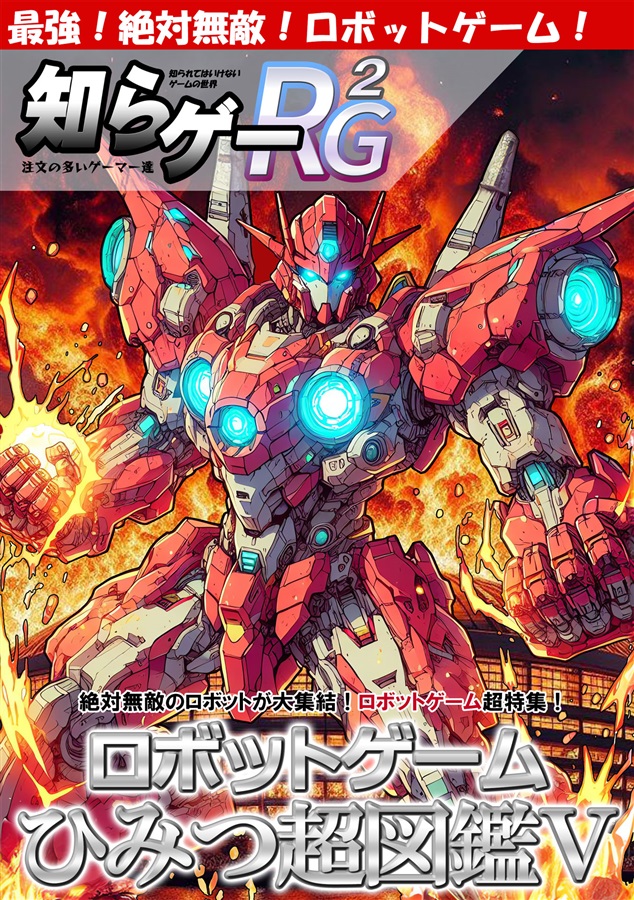 最強！絶対無敵！ロボットゲーム！
知られてはいけない
ゲームの世界
知らゲーRG2
注文の多いゲーマー達
絶対無敵のロボットが大集結！ロボットゲーム超特集！
ロボットゲーム
ひみつ超図鑑V